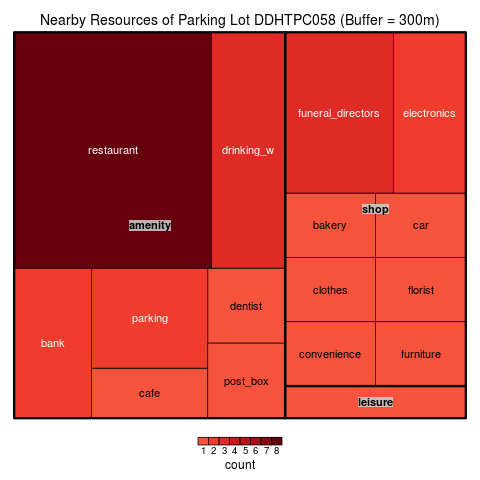 Nearby Resources of Parking Lot DDHTPC058 (Buffer = 300m)
restaurant
drinking_w
funeral_directors
electronics
amenity
shop
bakery
car
clothes
florist
convenience
furniture
bank
parking
cafe
dentist
post_box
leisure
1 2 3 4 5 6 7 8
count